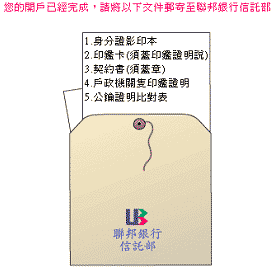 您的開戶已經完成，請將以下文件郵寄至聯邦銀行信託部
1.身分證影印本
2.印鑑卡(須蓋印鑑證明說)
3.契約書(須蓋章)
4.戶政機關隻印鑑證明
5.公鑰證明比對表
UB
聯邦銀行
信託部